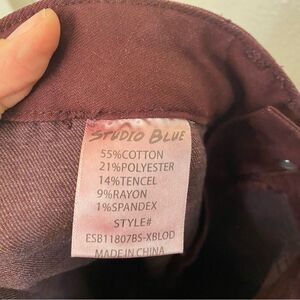 STUDIO BLUE
55%COTTON
21%POLYESTER
14%TENCEL
9%RAYON
1%SPANDEX
STYLE#
ESB11807BS-XBLOD
MADE IN CHINA